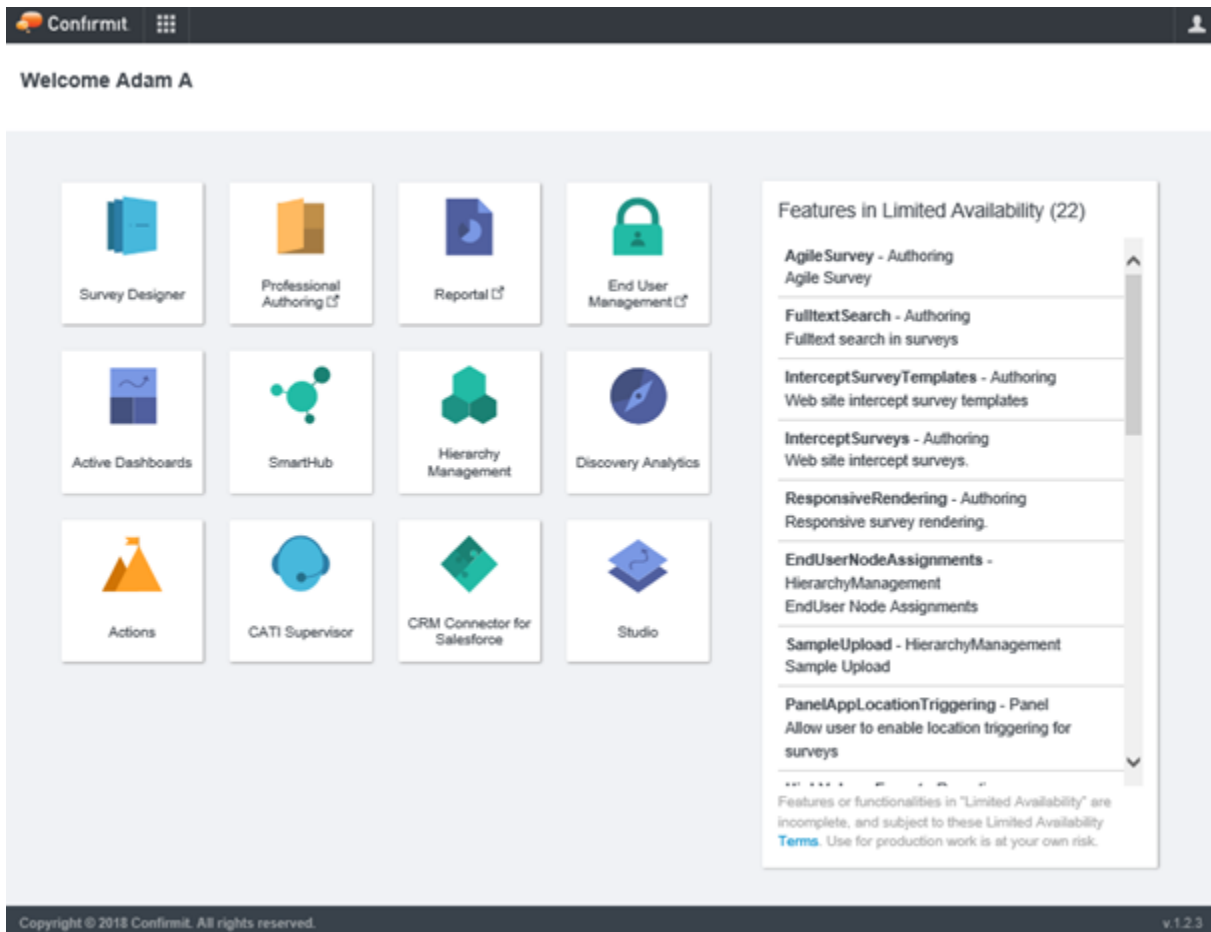 Confirmit.
Welcome Adam A
Survey Designer
Professional
Authoring
Reportal
End User
Management
Active Dashboards
SmartHub
Hierarchy
Management
Discovery Analytics
Actions
CATI Supervisor
CRM Connector for
Salesforce
Studio
Features in Limited Availability (22)
AgileSurvey - Authoring
Agile Survey
FulltextSearch - Authoring
Fulltext search in surveys
InterceptSurveyTemplates - Authoring
Web site intercept survey templates
InterceptSurveys - Authoring
Web site intercept surveys.
ResponsiveRendering - Authoring
Responsive survey rendering.
EndUserNodeAssignments -
HierarchyManagement
EndUser Node Assignments
SampleUpload - HierarchyManagement
Sample Upload
PanelAppLocationTriggering - Panel
Allow user to enable location triggering for
surveys
Features or functionalities in "Limited Availability" are
incomplete, and subject to these Limited Availability
Terms. Use for production work is at your own risk.
Copyright © 2018 Confirmit. All rights reserved.
v.1.2.3